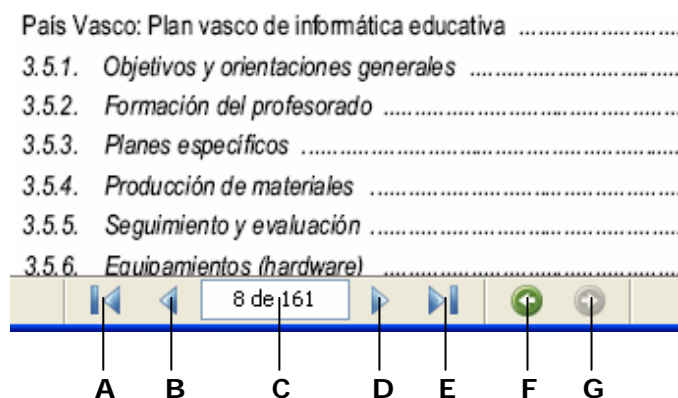 País Vasco: Plan vasco de informática educativa ........................
3.5.1. Objetivos y orientaciones generales ................................
3.5.2. Formación del profesorado .............................................
3.5.3. Planes específicos ..........................................................
3.5.4. Producción de materiales ................................................
3.5.5. Seguimiento y evaluación ................................................
3.5.6. Equipamientos (hardware) ..............................................
8 de 161
A B C D E F G